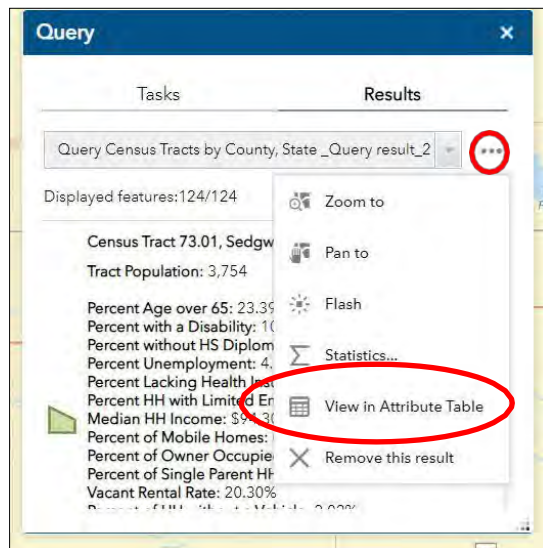 Query
Tasks
Results
Query Census Tracts by County, State _Query result_2
Displayed features:124/124
Zoom to
Census Tract 73.01, Sedgw
Pan to
Tract Population: 3,754
Flash
Percent Age over 65: 23.39
Percent with a Disability: 10
Percent without HS Diplom
Statistics...
Percent Unemployment: 4.
Percent Lacking Health Ins
Percent HH with Limited En
View in Attribute Table
Median HH Income: $94,30
Percent of Mobile Homes:
Percent of Owner Occupie
Remove this result
Percent of Single Parent HH
Vacant Rental Rate: 20.30%